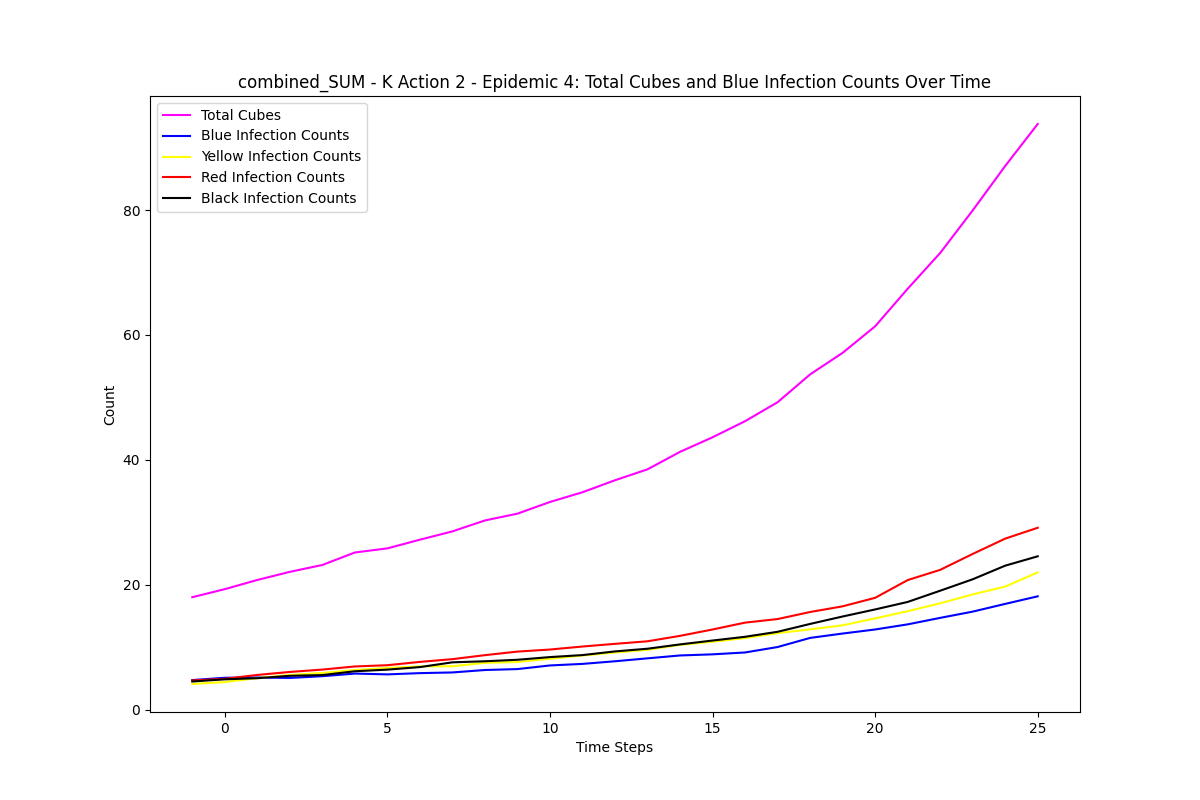 combined_SUM - K Action 2 - Epidemic 4: Total Cubes and Blue Infection Counts Over Time
Total Cubes
Blue Infection Counts
Yellow Infection Counts
Red Infection Counts
Black Infection Counts
80
60
40
20
0
Count
0 5 10 15 20 25
Time Steps